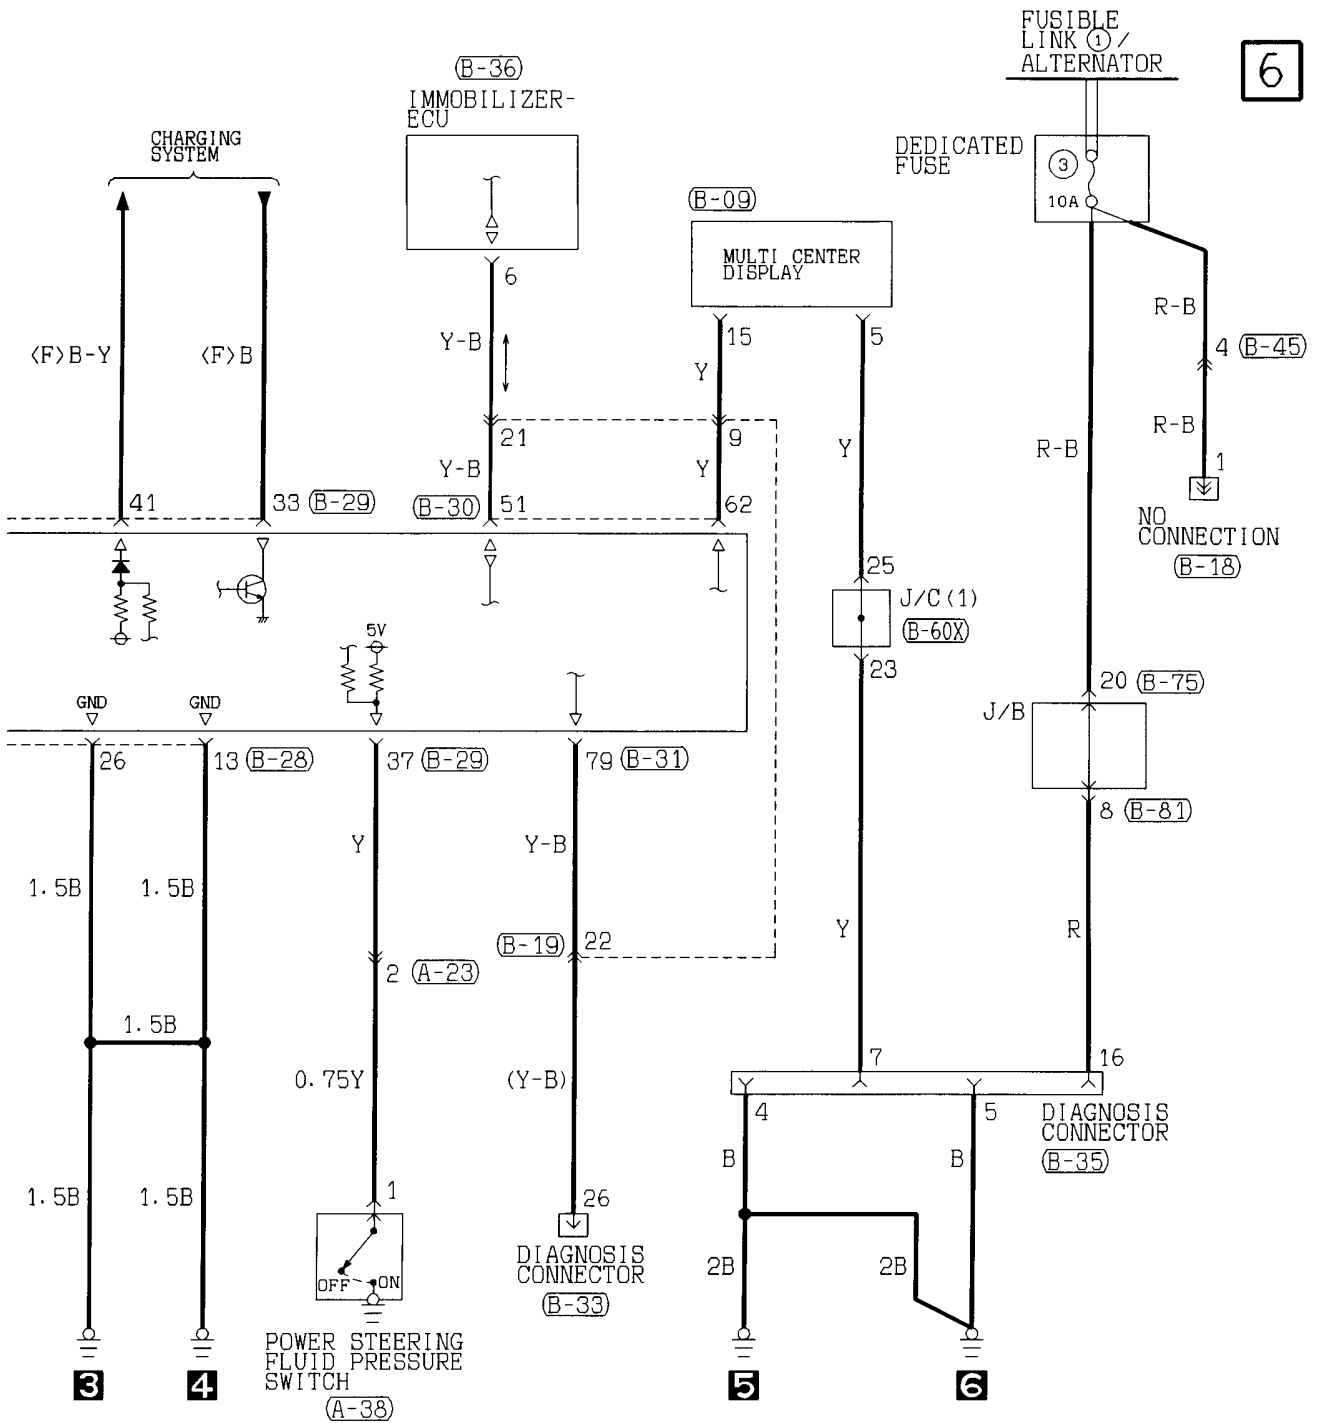 FUSIBLE
LINK ① /
ALTERNATOR
6
(B-36)
IMMOBILIZER-
ECU
CHARGING
SYSTEM
DEDICATED
FUSE
③
10A
(B-09)
MULTI CENTER
DISPLAY
6
15
5
R-B
4 (B-45)
<F>B-Y
<F>B
Y-B
Y
21
9
Y
R-B
R-B
1
Y-B
Y
41
33 (B-29)
(B-30)
51
62
NO
CONNECTION
(B-18)
25
J/C(1)
(B-60X)
23
5V
GND
GND
20 (B-75)
J/B
26
13 (B-28)
37 (B-29)
79 (B-31)
8 (B-81)
Y
Y-B
1.5B
1.5B
Y
R
(B-19)
22
2 (A-23)
1.5B
0.75Y
(Y-B)
7
16
4
5
DIAGNOSIS
CONNECTOR
(B-35)
B
B
1.5B
1.5B
1
26
OFF
ON
DIAGNOSIS
CONNECTOR
(B-33)
2B
2B
POWER STEERING
FLUID PRESSURE
SWITCH
(A-38)
3
4
5
6